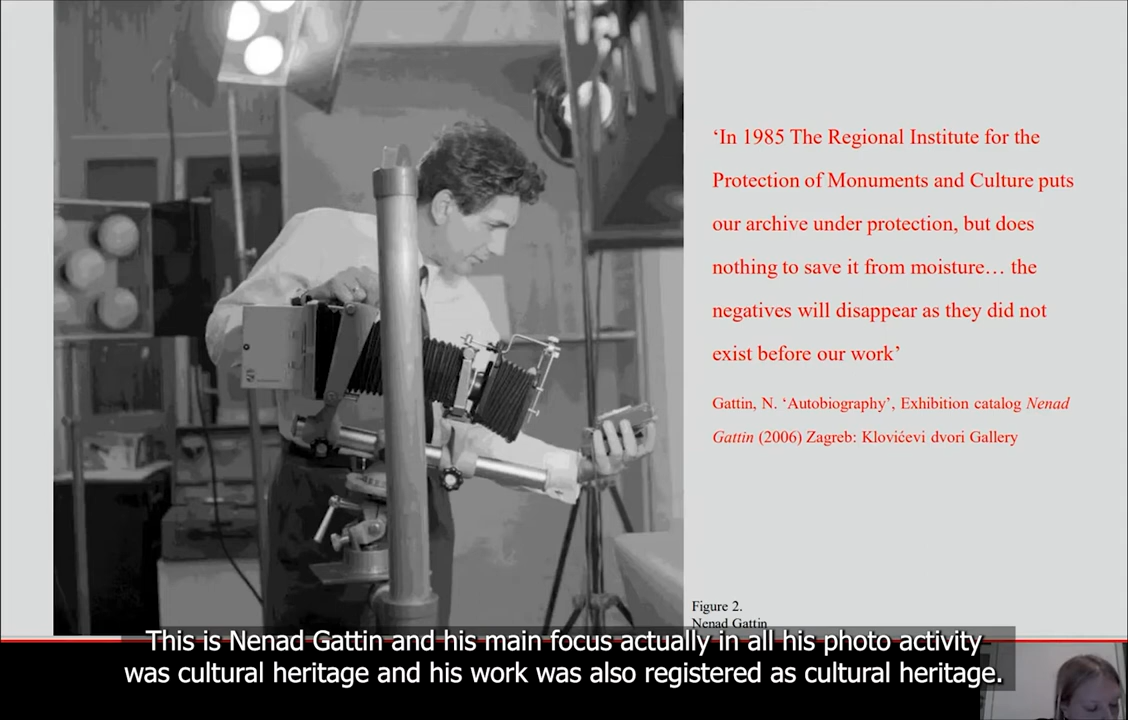 ‘In 1985 The Regional Institute for the
Protection of Monuments and Culture puts
our archive under protection, but does
nothing to save it from moisture… the
negatives will disappear as they did not
exist before our work’
Gattin, N. ‘Autobiography’, Exhibition catalog Nenad
Gattin (2006) Zagreb: Klovićevi dvori Gallery
Figure 2.
Nenad Gattin
This is Nenad Gattin and his main focus actually in all his photo activity
was cultural heritage and his work was also registered as cultural heritage.